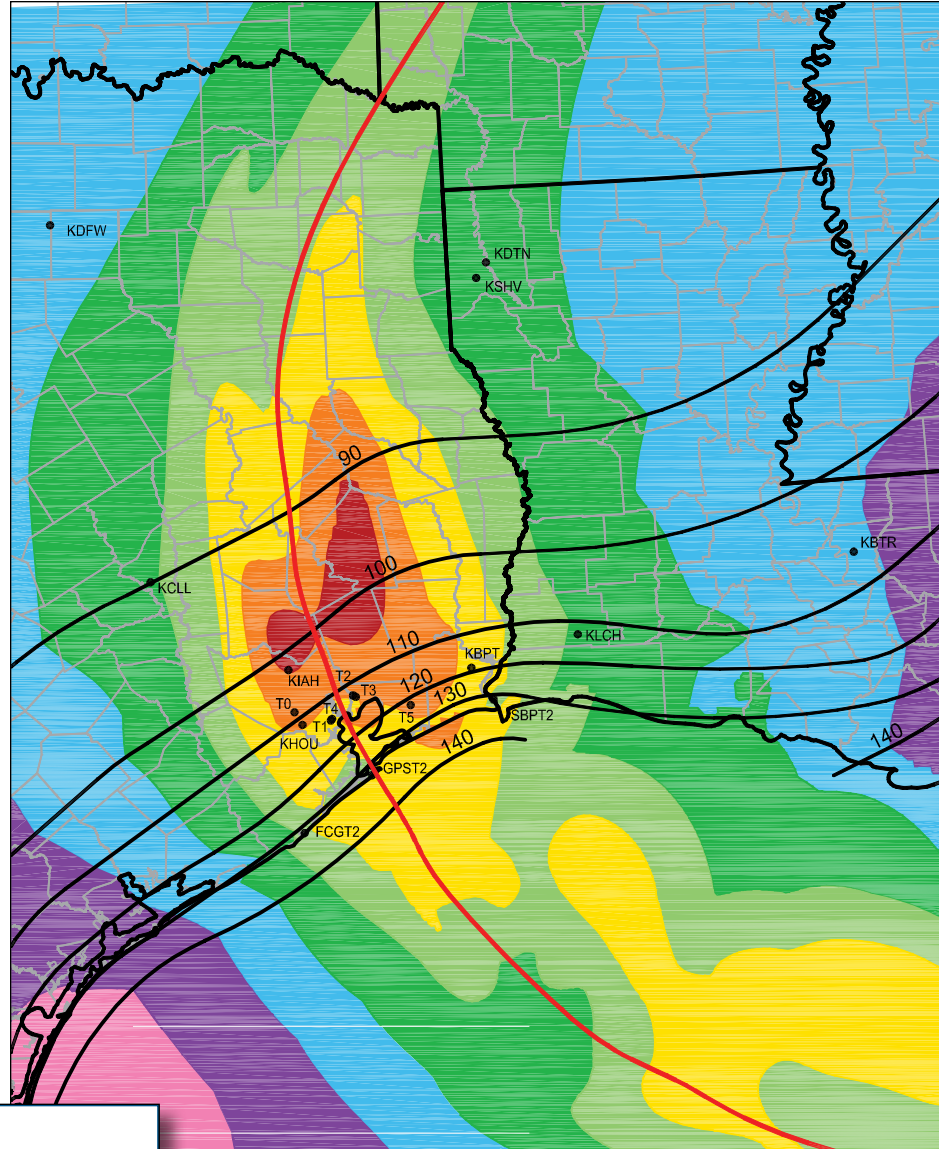 KDFW
KDTN
KSHV
90
KBTR
100
KCLL
KLCH
110
KBPT
KIAH
T2
T3
120
130
T0
T4
T5
SBPT2
T1
KHOU
140
140
GPST2
FCGT2